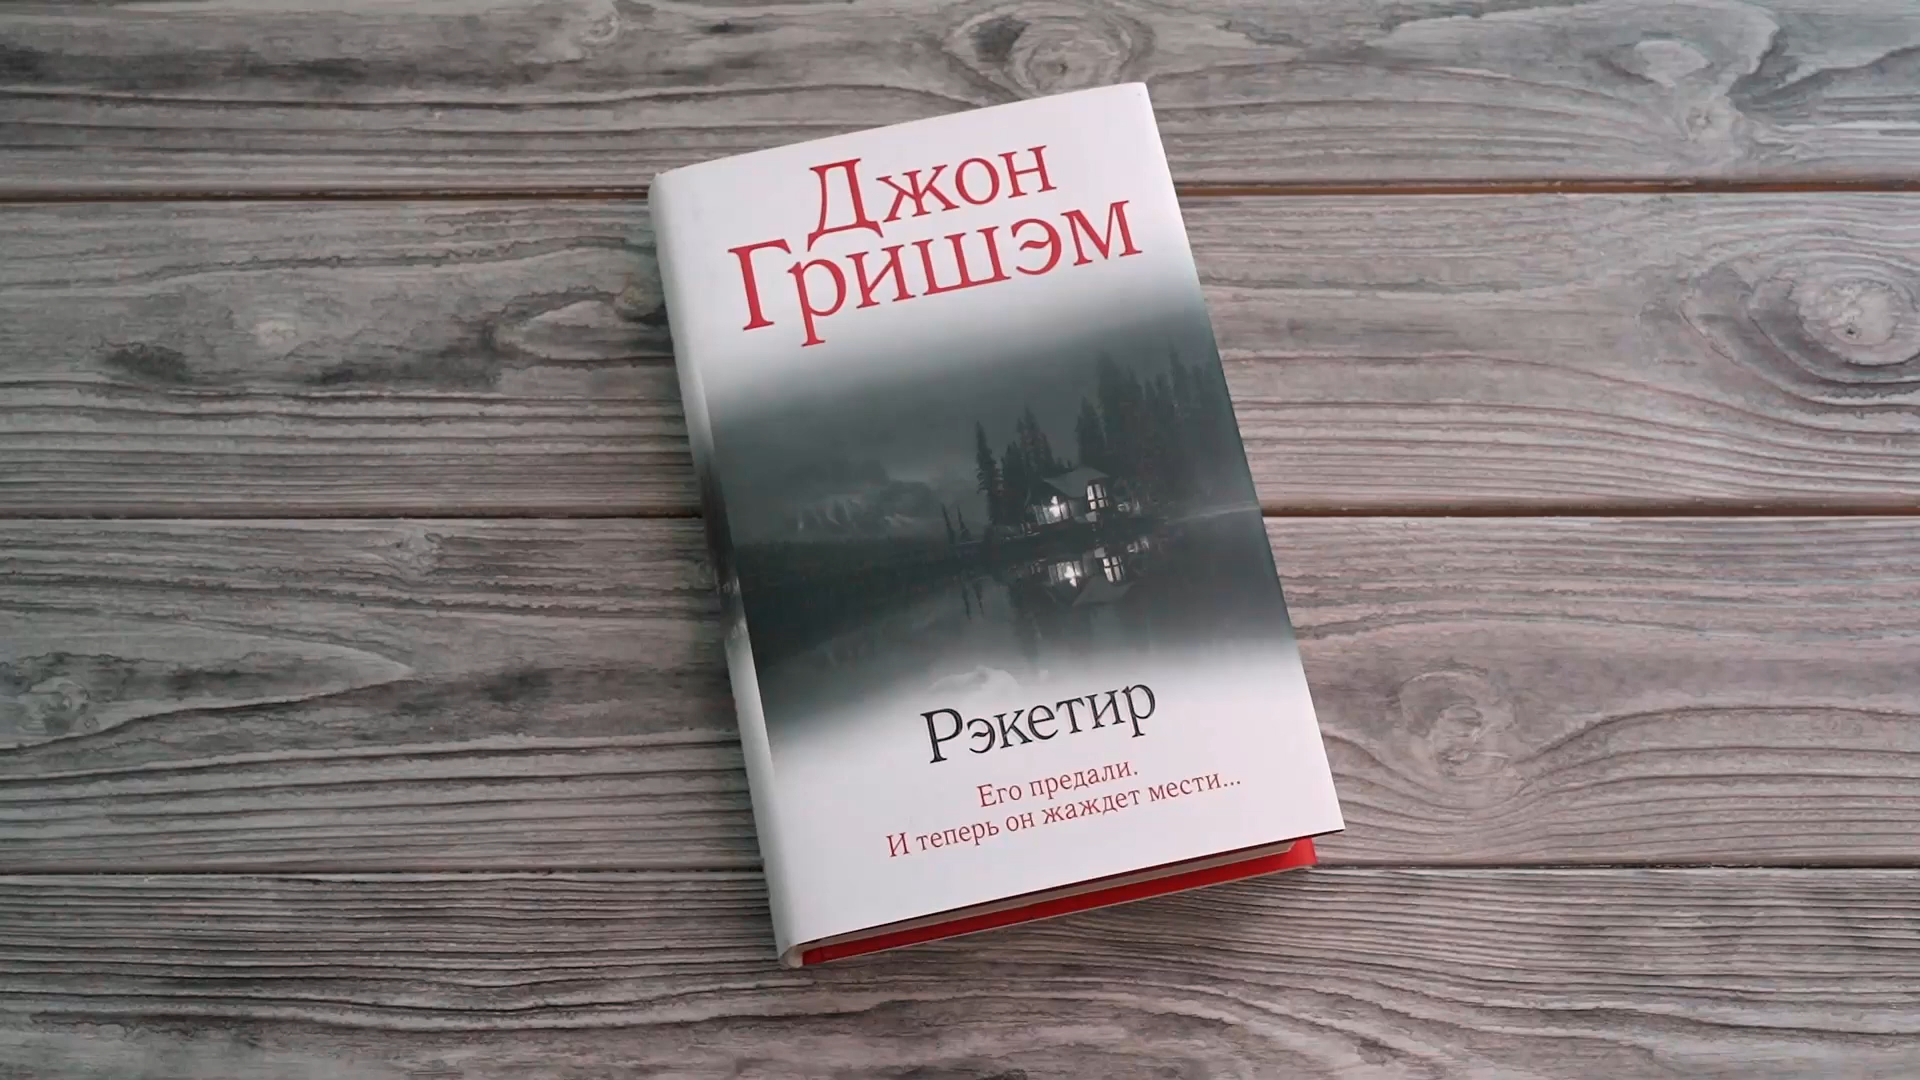 Джон
Гришэм
Рэкетир
Его предали.
И теперь он жаждет мести...